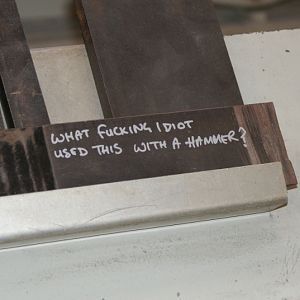 WHAT FUCKING IDIOT
USED THIS WITH A HAMMER?